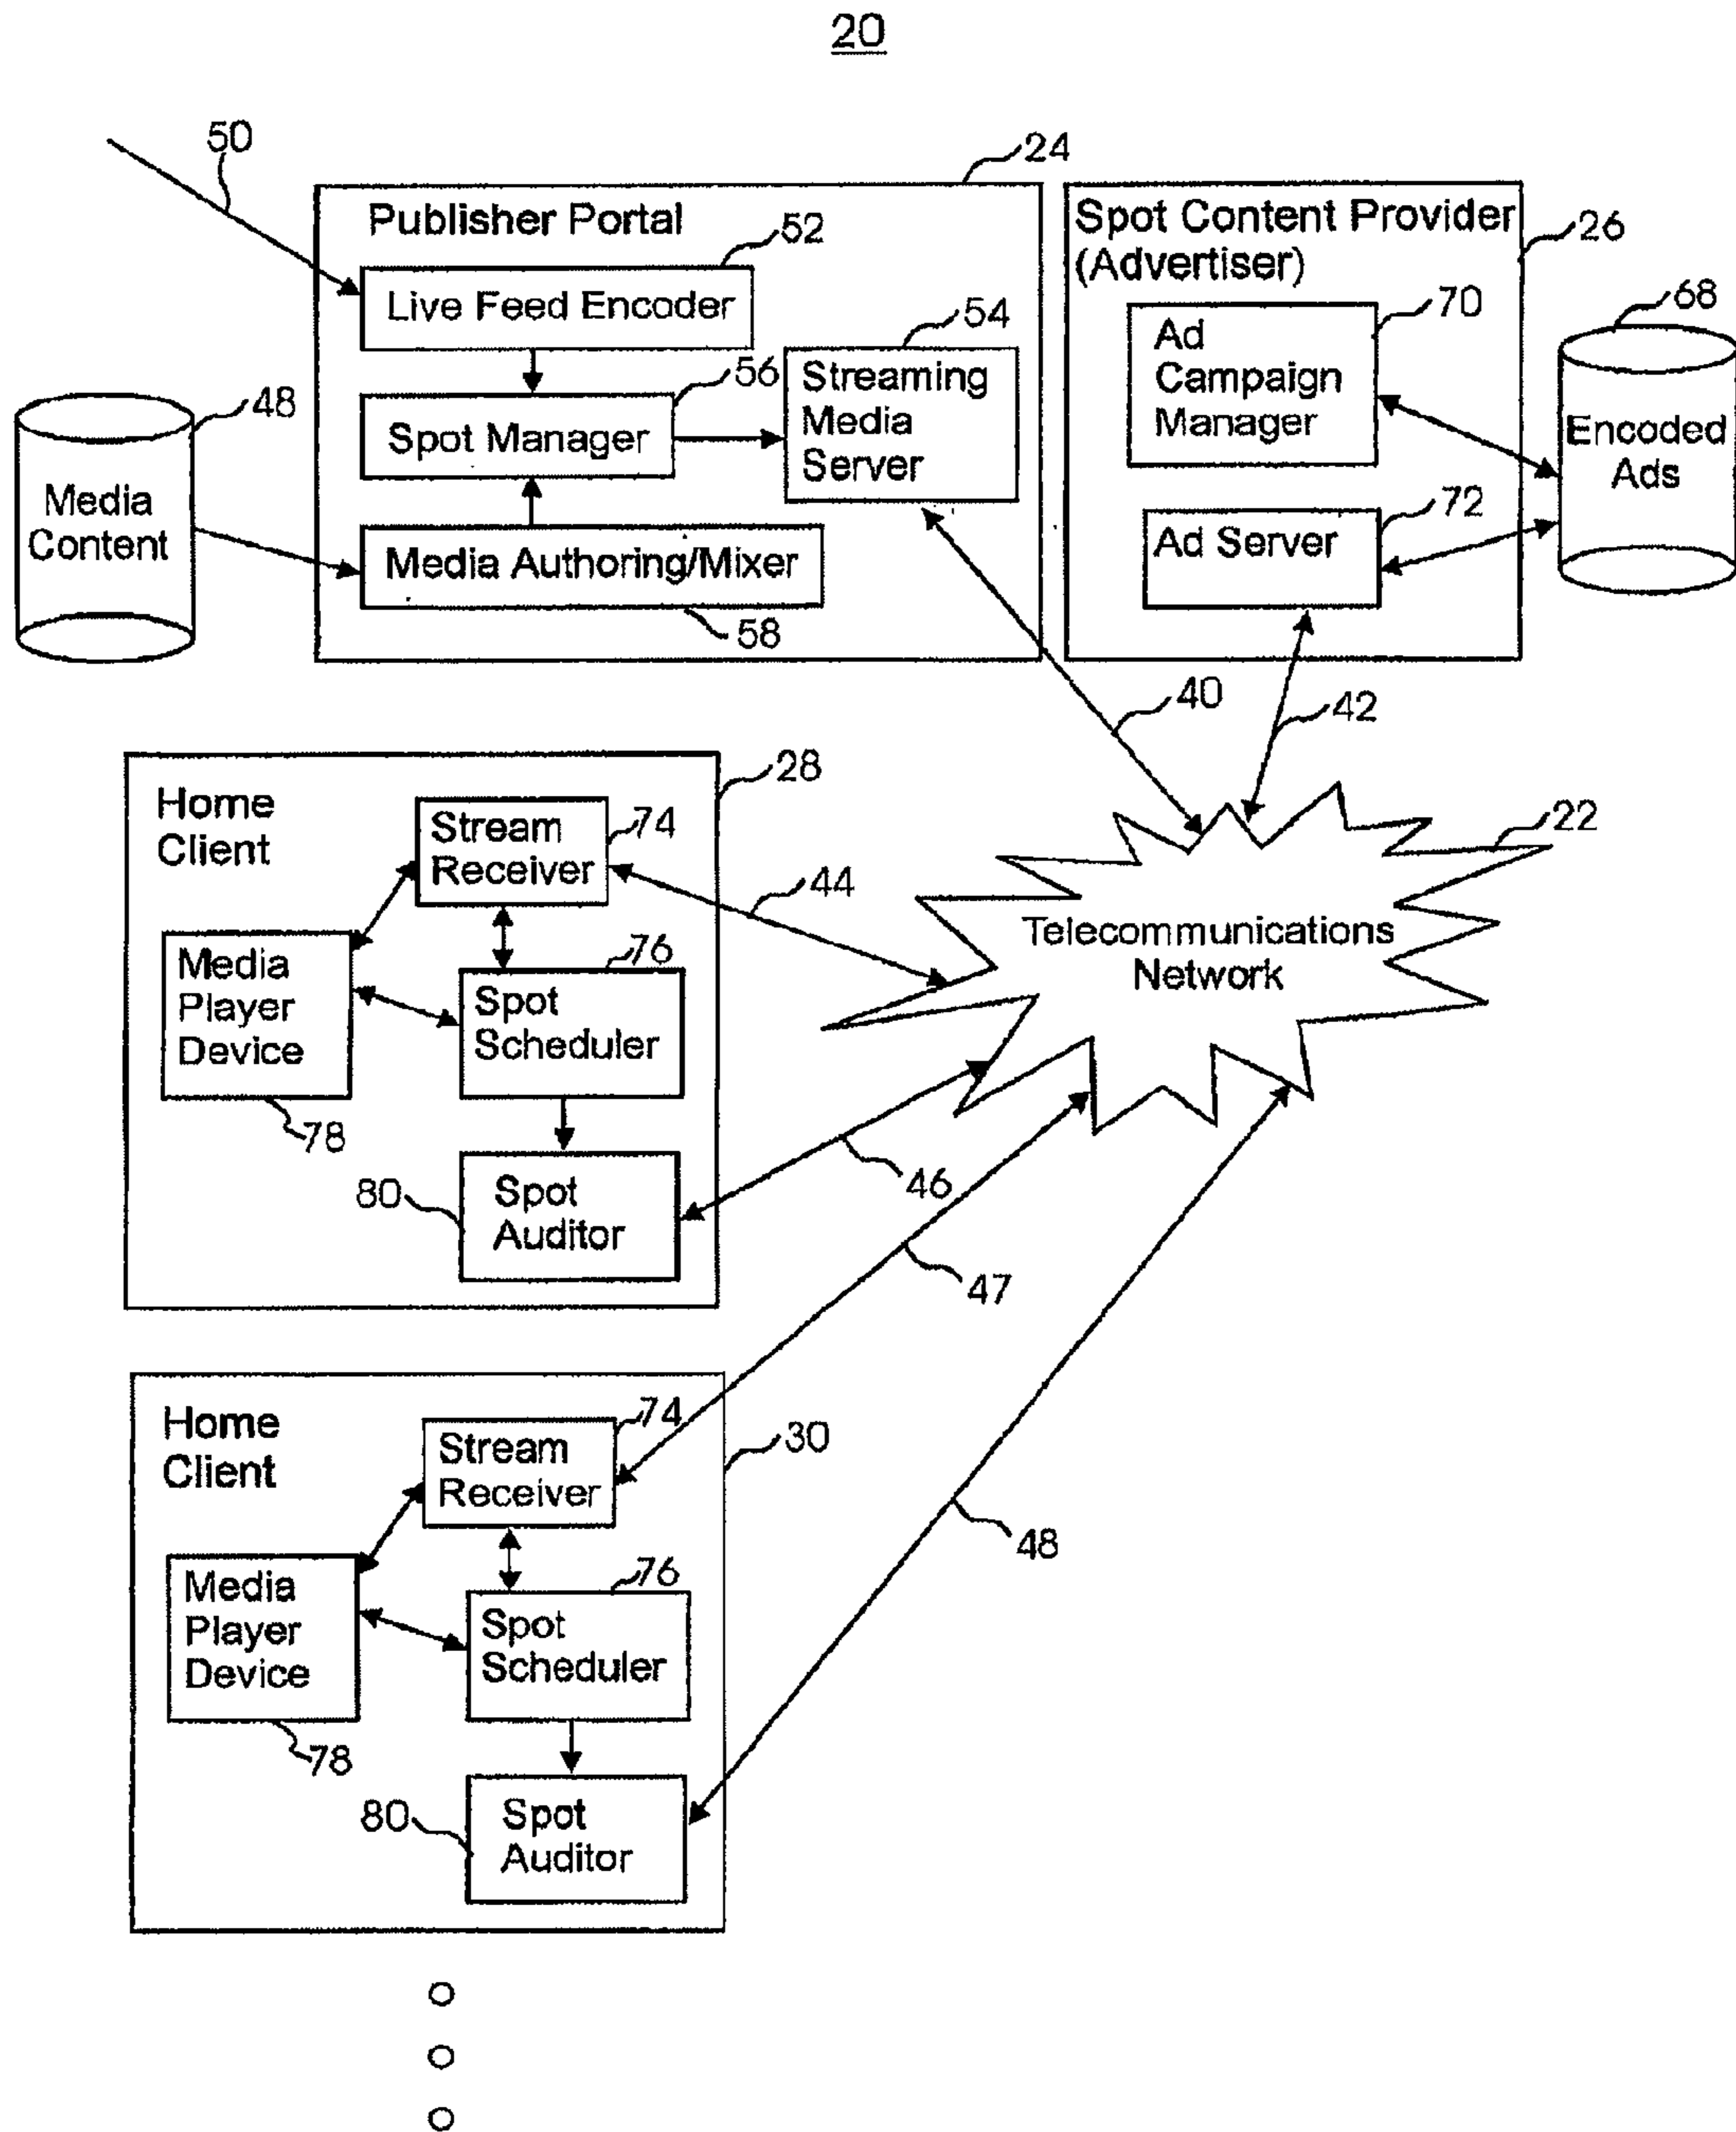 20
50
24
Publisher Portal
52
Live Feed Encoder
54
Streaming
Media
Server
56
Spot Manager
48
Media
Content
Media Authoring/Mixer
58
Spot Content Provider
(Advertiser)
26
70
Ad
Campaign
Manager
68
Encoded
Ads
72
Ad Server
40
42
28
Home
Client
74
Stream
Receiver
44
22
Telecommunications
Network
Media
Player
Device
76
Spot
Scheduler
78
80
Spot
Auditor
46
47
Home
Client
74
Stream
Receiver
30
48
Media
Player
Device
76
Spot
Scheduler
78
80
Spot
Auditor